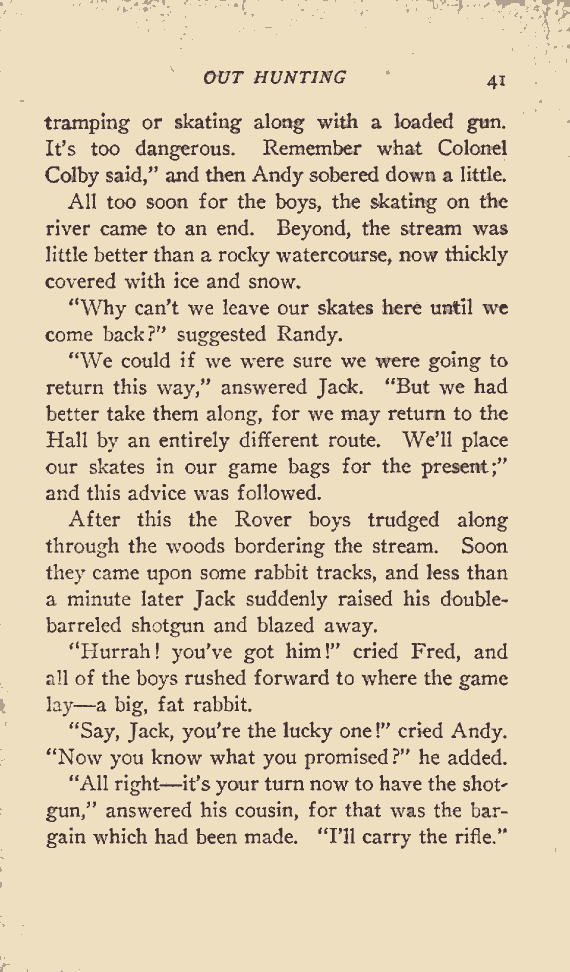 OUT HUNTING 41
tramping or skating along with a loaded gun.
It's too dangerous. Remember what Colonel
Colby said,” and then Andy sobered down a little.
All too soon for the boys, the skating on the
river came to an end. Beyond, the stream was
little better than a rocky watercourse, now thickly
covered with ice and snow.
“Why can't we leave our skates here until we
come back?” suggested Randy.
“We could if we were sure we were going to
return this way,” answered Jack. “But we had
better take them along, for we may return to the
Hall by an entirely different route. We'll place
our skates in our game bags for the present;”
and this advice was followed.
After this the Rover boys trudged along
through the woods bordering the stream. Soon
they came upon some rabbit tracks, and less than
a minute later Jack suddenly raised his double-
barreled shotgun and blazed away.
“Hurrah! you've got him!” cried Fred, and
all of the boys rushed forward to where the game
lay—a big, fat rabbit.
“Say, Jack, you're the lucky one!” cried Andy.
“Now you know what you promised?” he added.
“All right—it's your turn now to have the shot-
gun,” answered his cousin, for that was the bar-
gain which had been made. “I'll carry the rifle.”